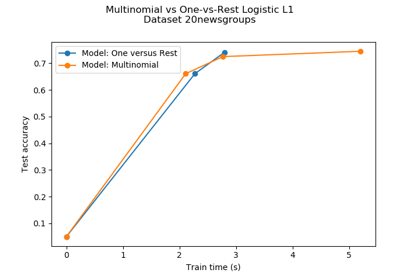 Multinomial vs One-vs-Rest Logistic L1
Dataset 20newsgroups
Model: One versus Rest
Model: Multinomial
0.7
0.6
0.5
0.4
0.3
0.2
0.1
Test accuracy
0 1 2 3 4 5
Train time (s)